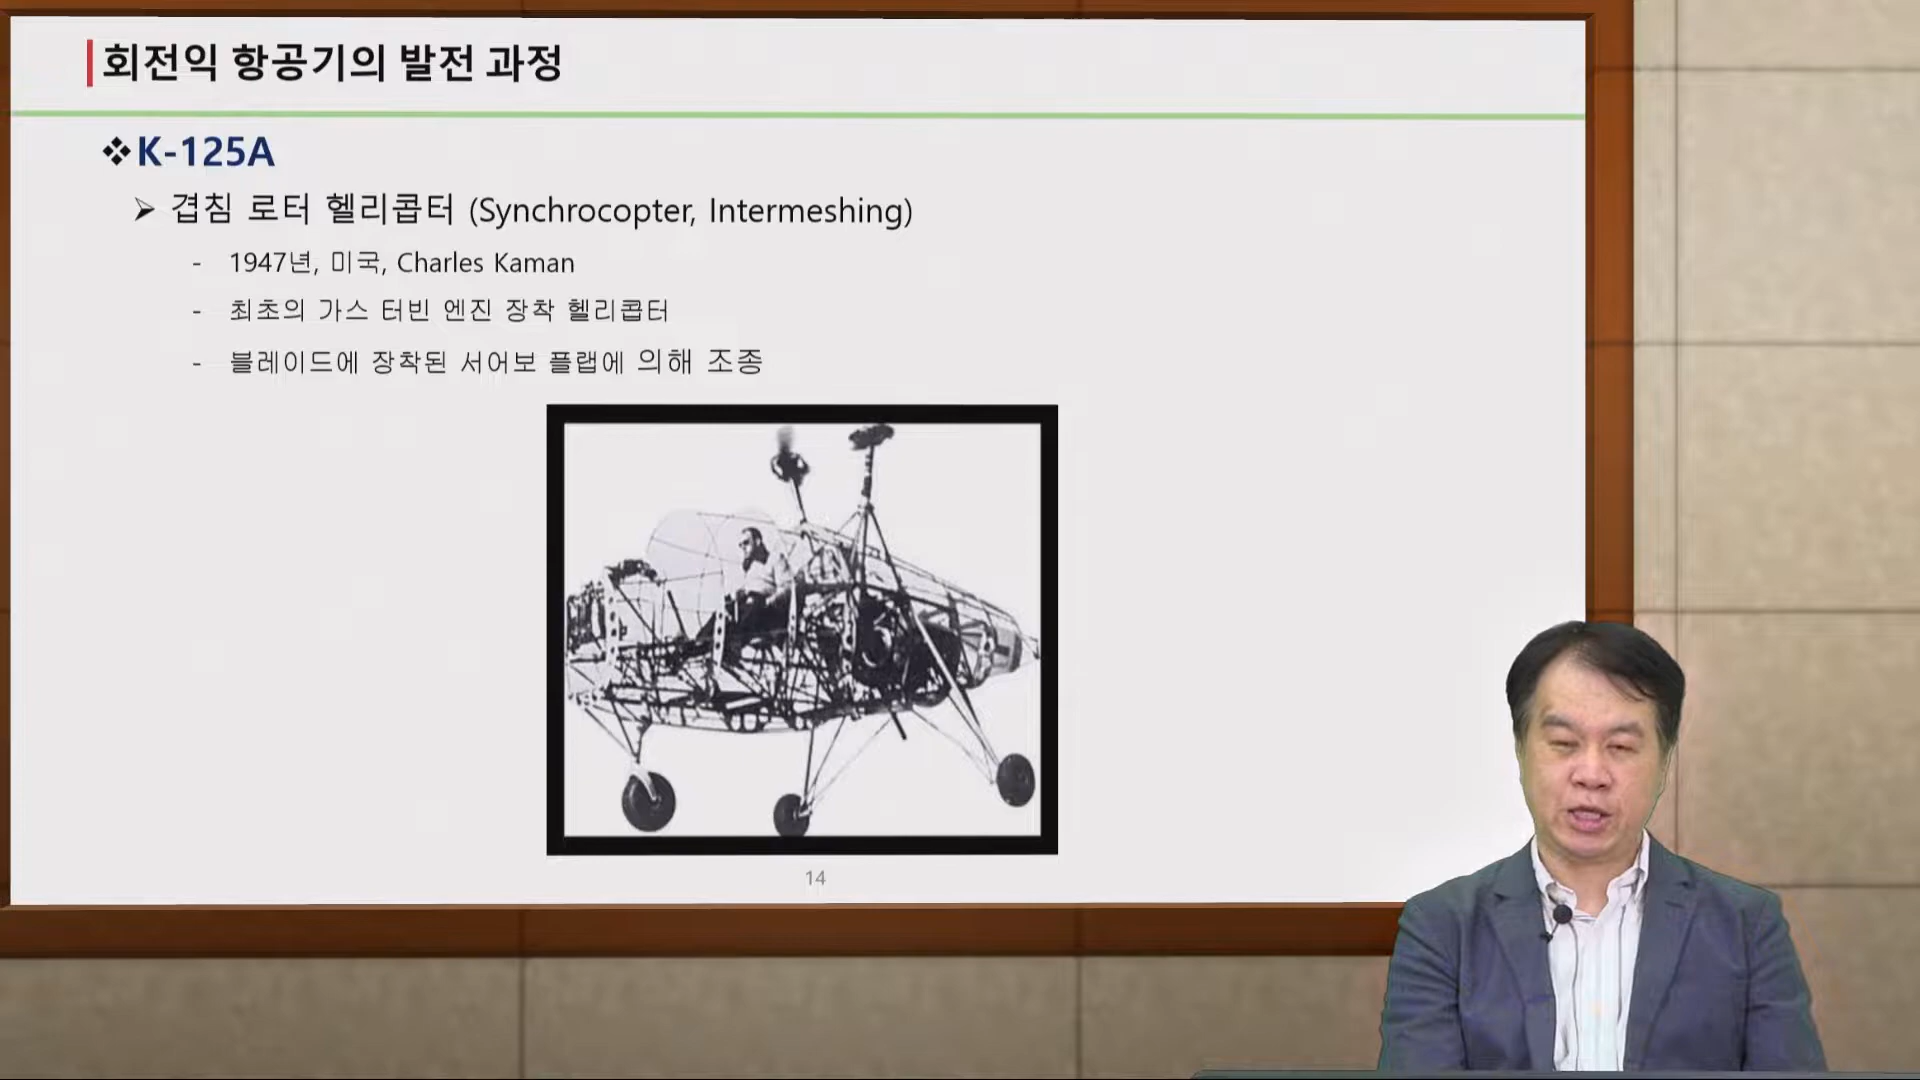 회전익 항공기의 발전 과정
❖K-125A
➢ 겹침 로터 헬리콥터 (Synchrocopter, Intermeshing)
- 1947년, 미국, Charles Kaman
- 최초의 가스 터빈 엔진 장착 헬리콥터
- 블레이드에 장착된 서어보 플랩에 의해 조종
14